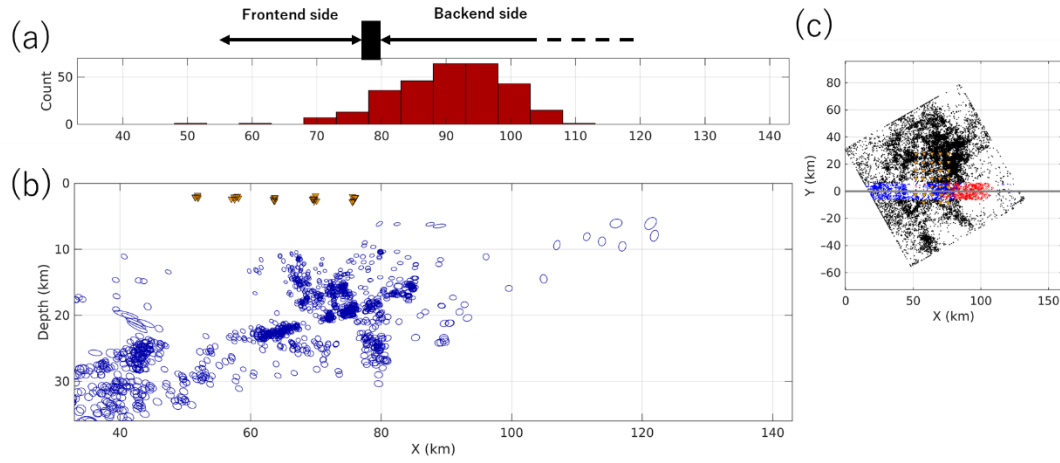 Frontend side Backend side
(a)
Count
50
0
40 50 60 70 80 90 100 110 120 130 140
(b)
Depth (km)
0
10
20
30
40 60 80 100 120 140
X (km)
(c)
Y (km)
80
60
40
20
0
-20
-40
-60
0 50 100 150
X (km)